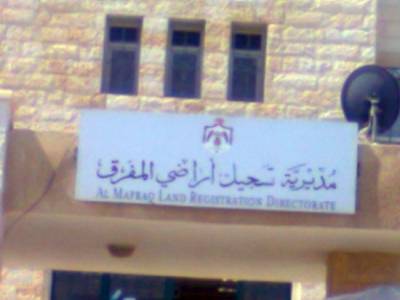 مديرية تسجيل أراضي المفرق
AL MAFRAQ LAND REGISTRATION DIRECTORATE